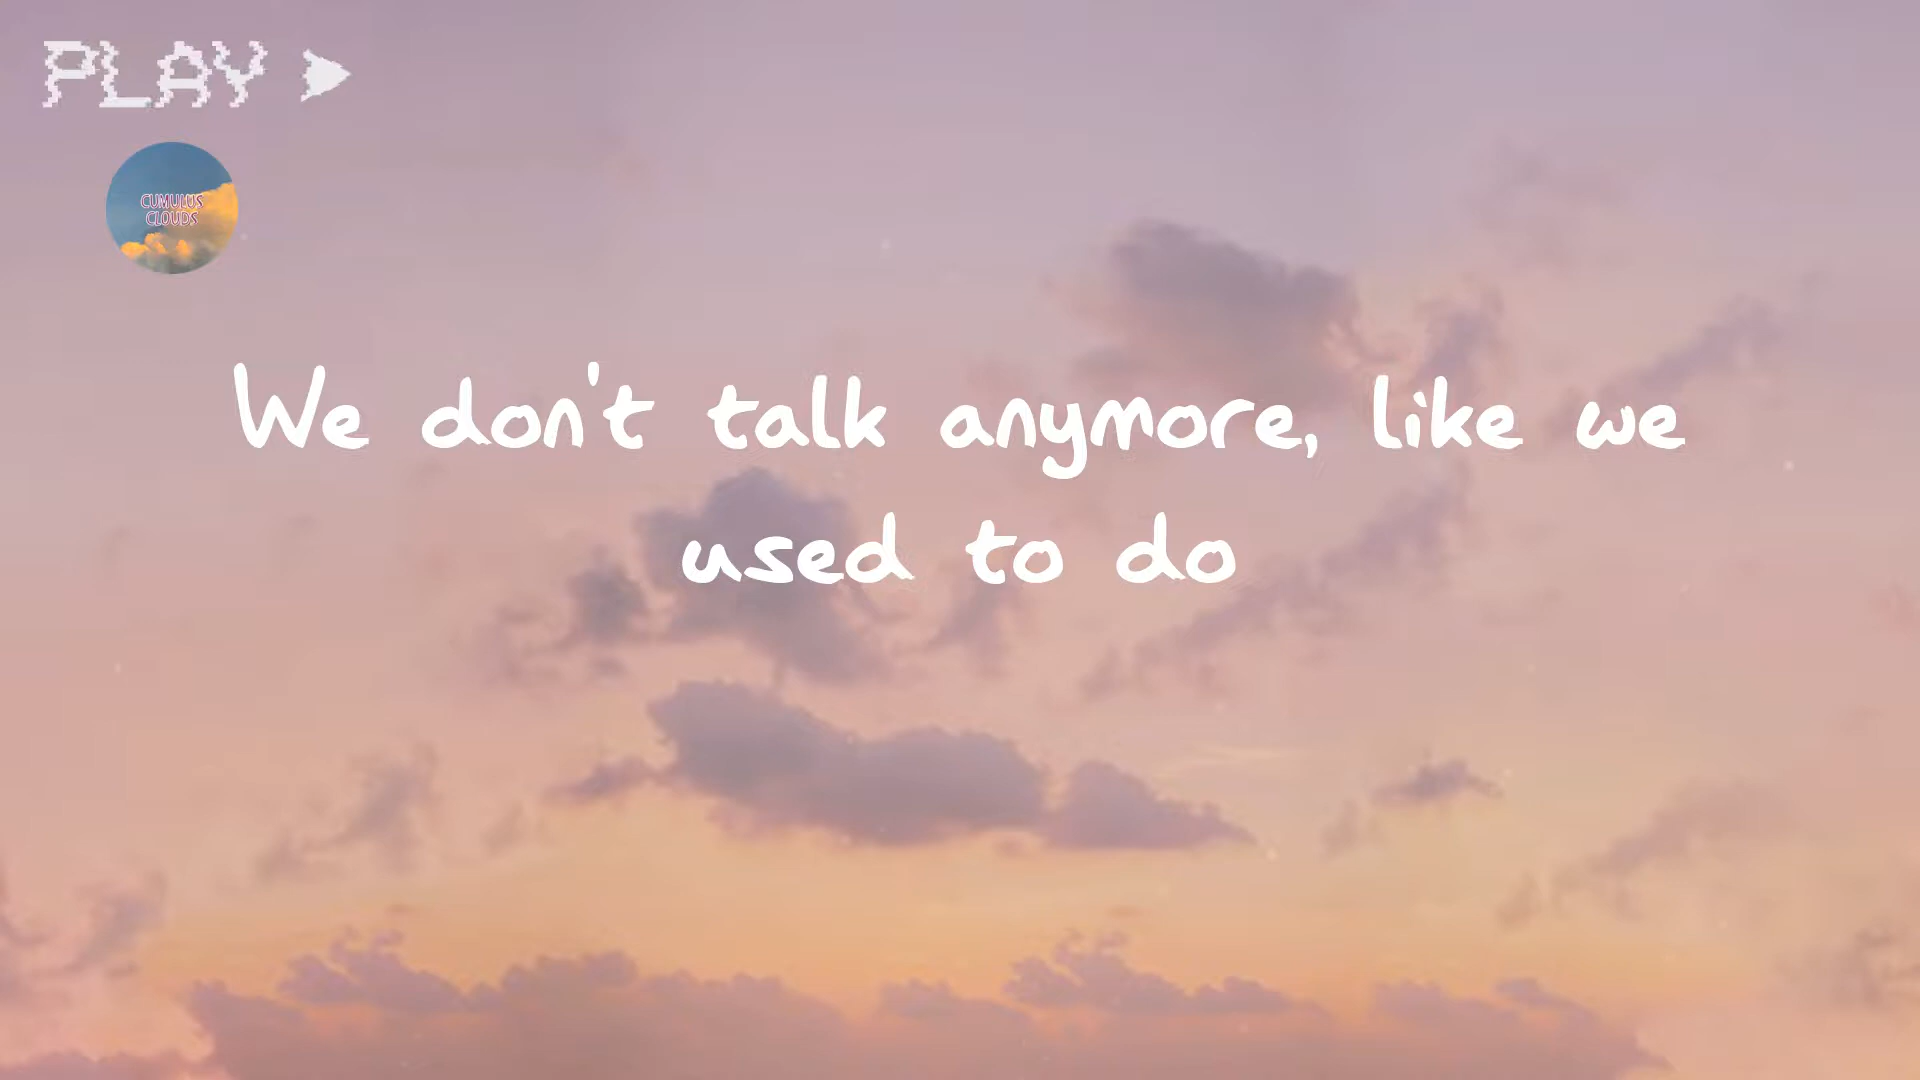 PLAY
CUMULUS
CLOUDS
We don't talk anymore, like we
used to do